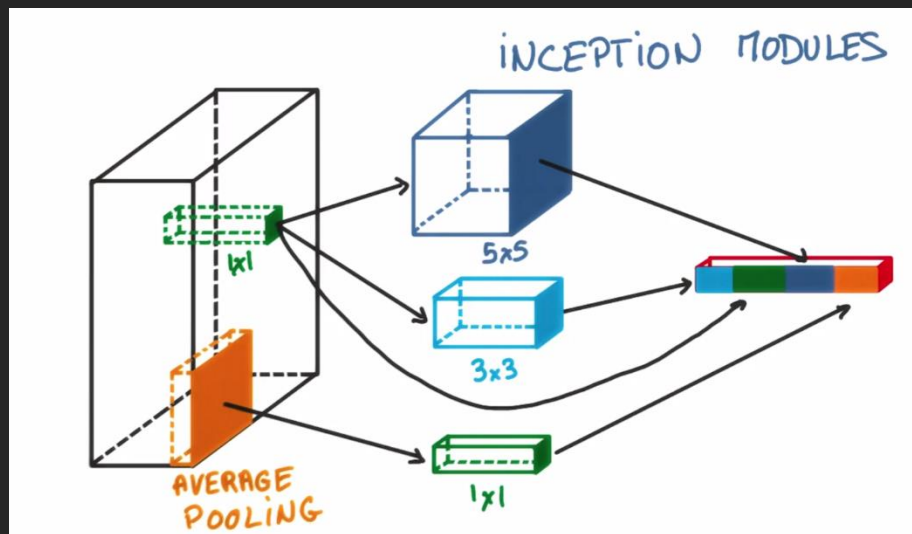 INCEPTION MODULES
1x1
5x5
3x3
1x1
AVERAGE
POOLING